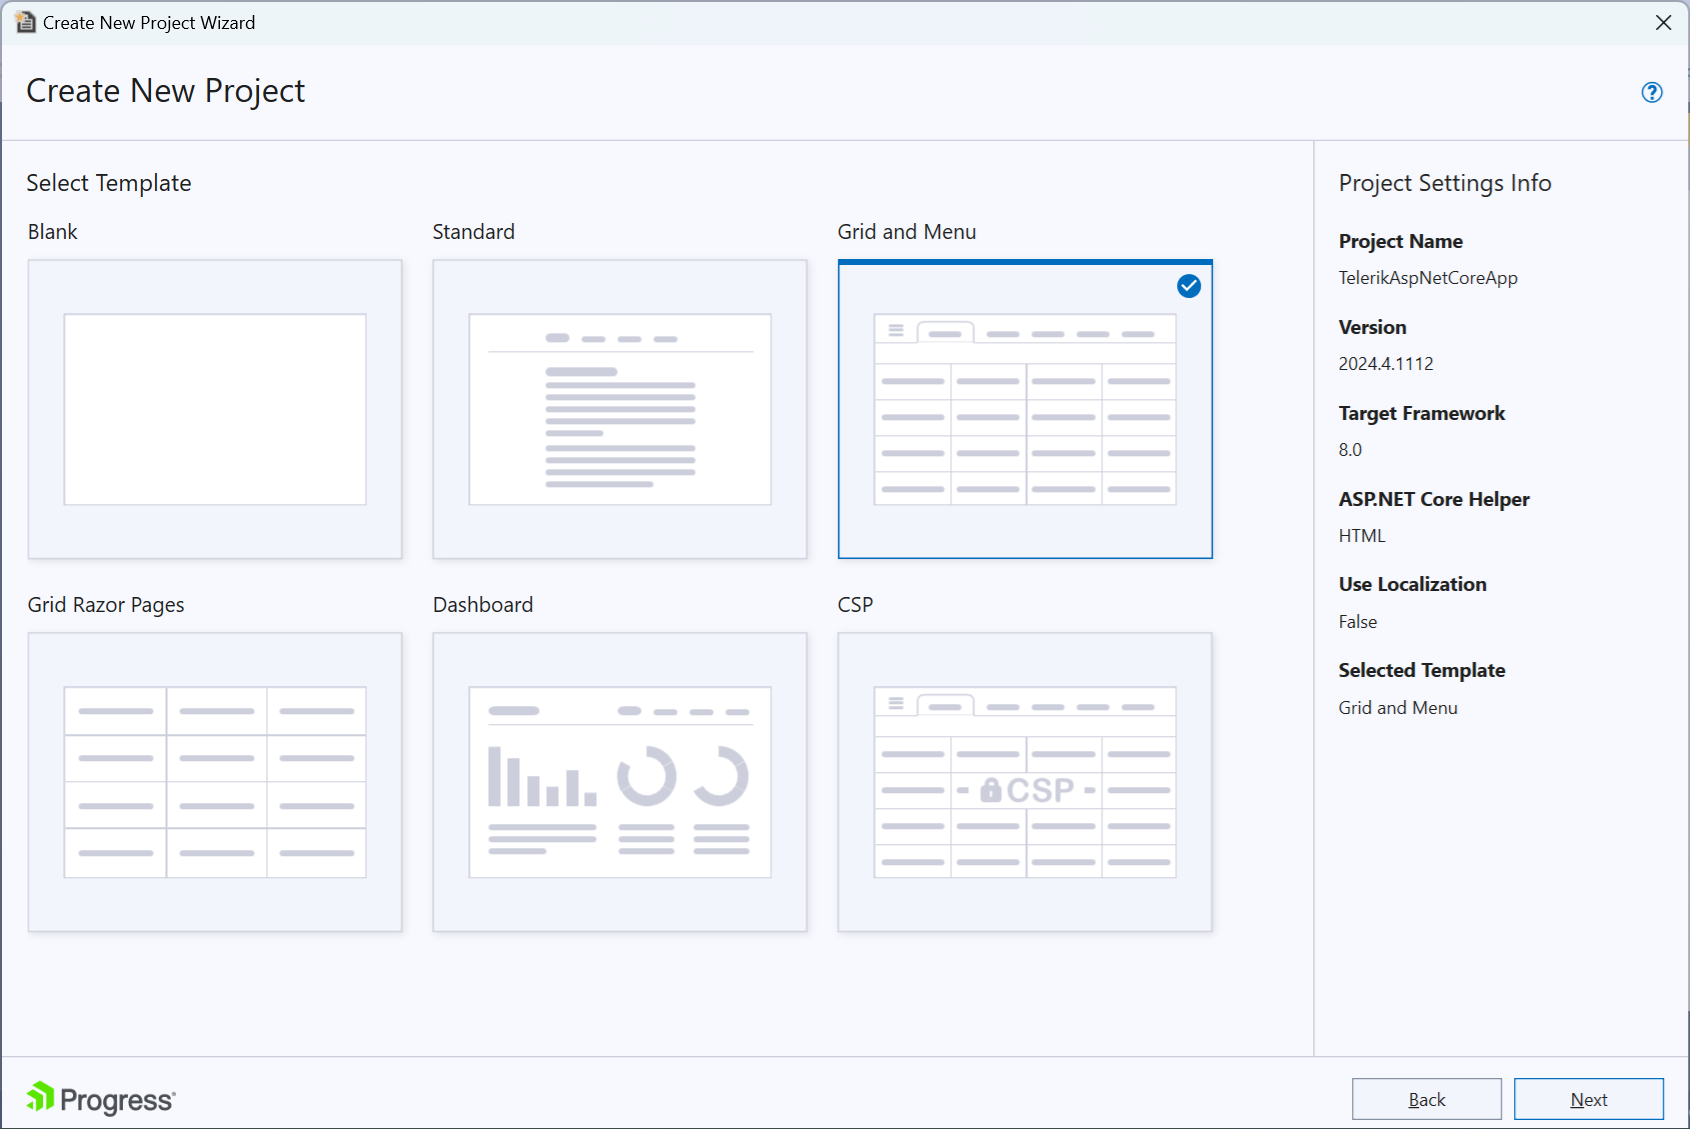 Create New Project Wizard
Create New Project
Select Template
Blank
Standard
Grid and Menu
Grid Razor Pages
Dashboard
CSP
CSP
Project Settings Info
Project Name
TelerikAspNetCoreApp
Version
2024.4.1112
Target Framework
8.0
ASP.NET Core Helper
HTML
Use Localization
False
Selected Template
Grid and Menu
Progress
Back
Next